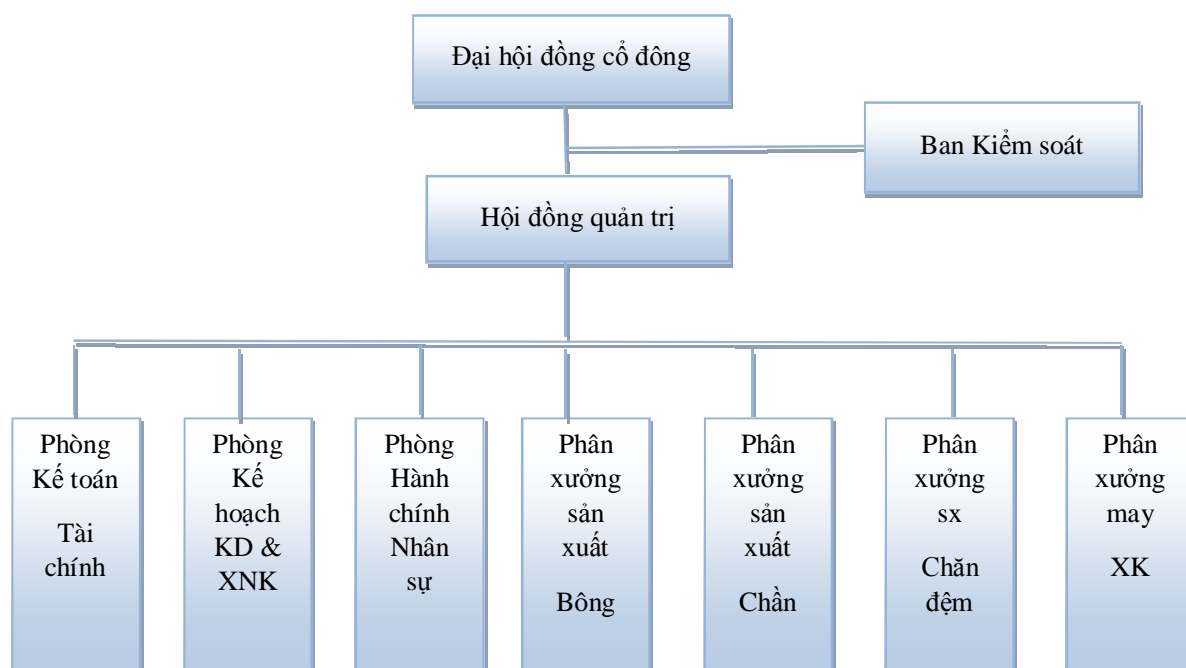 Đại hội đồng cổ đông
Ban Kiểm soát
Hội đồng quản trị
Phòng
Kế toán
Tài
chính
Phòng
Kế
hoạch
KD &
XNK
Phòng
Hành
chính
Nhân
sự
Phân
xưởng
sản
xuất
Bông
Phân
xưởng
sản
xuất
Chần
Phân
xưởng
sx
Chăn
đệm
Phân
xưởng
may
XK